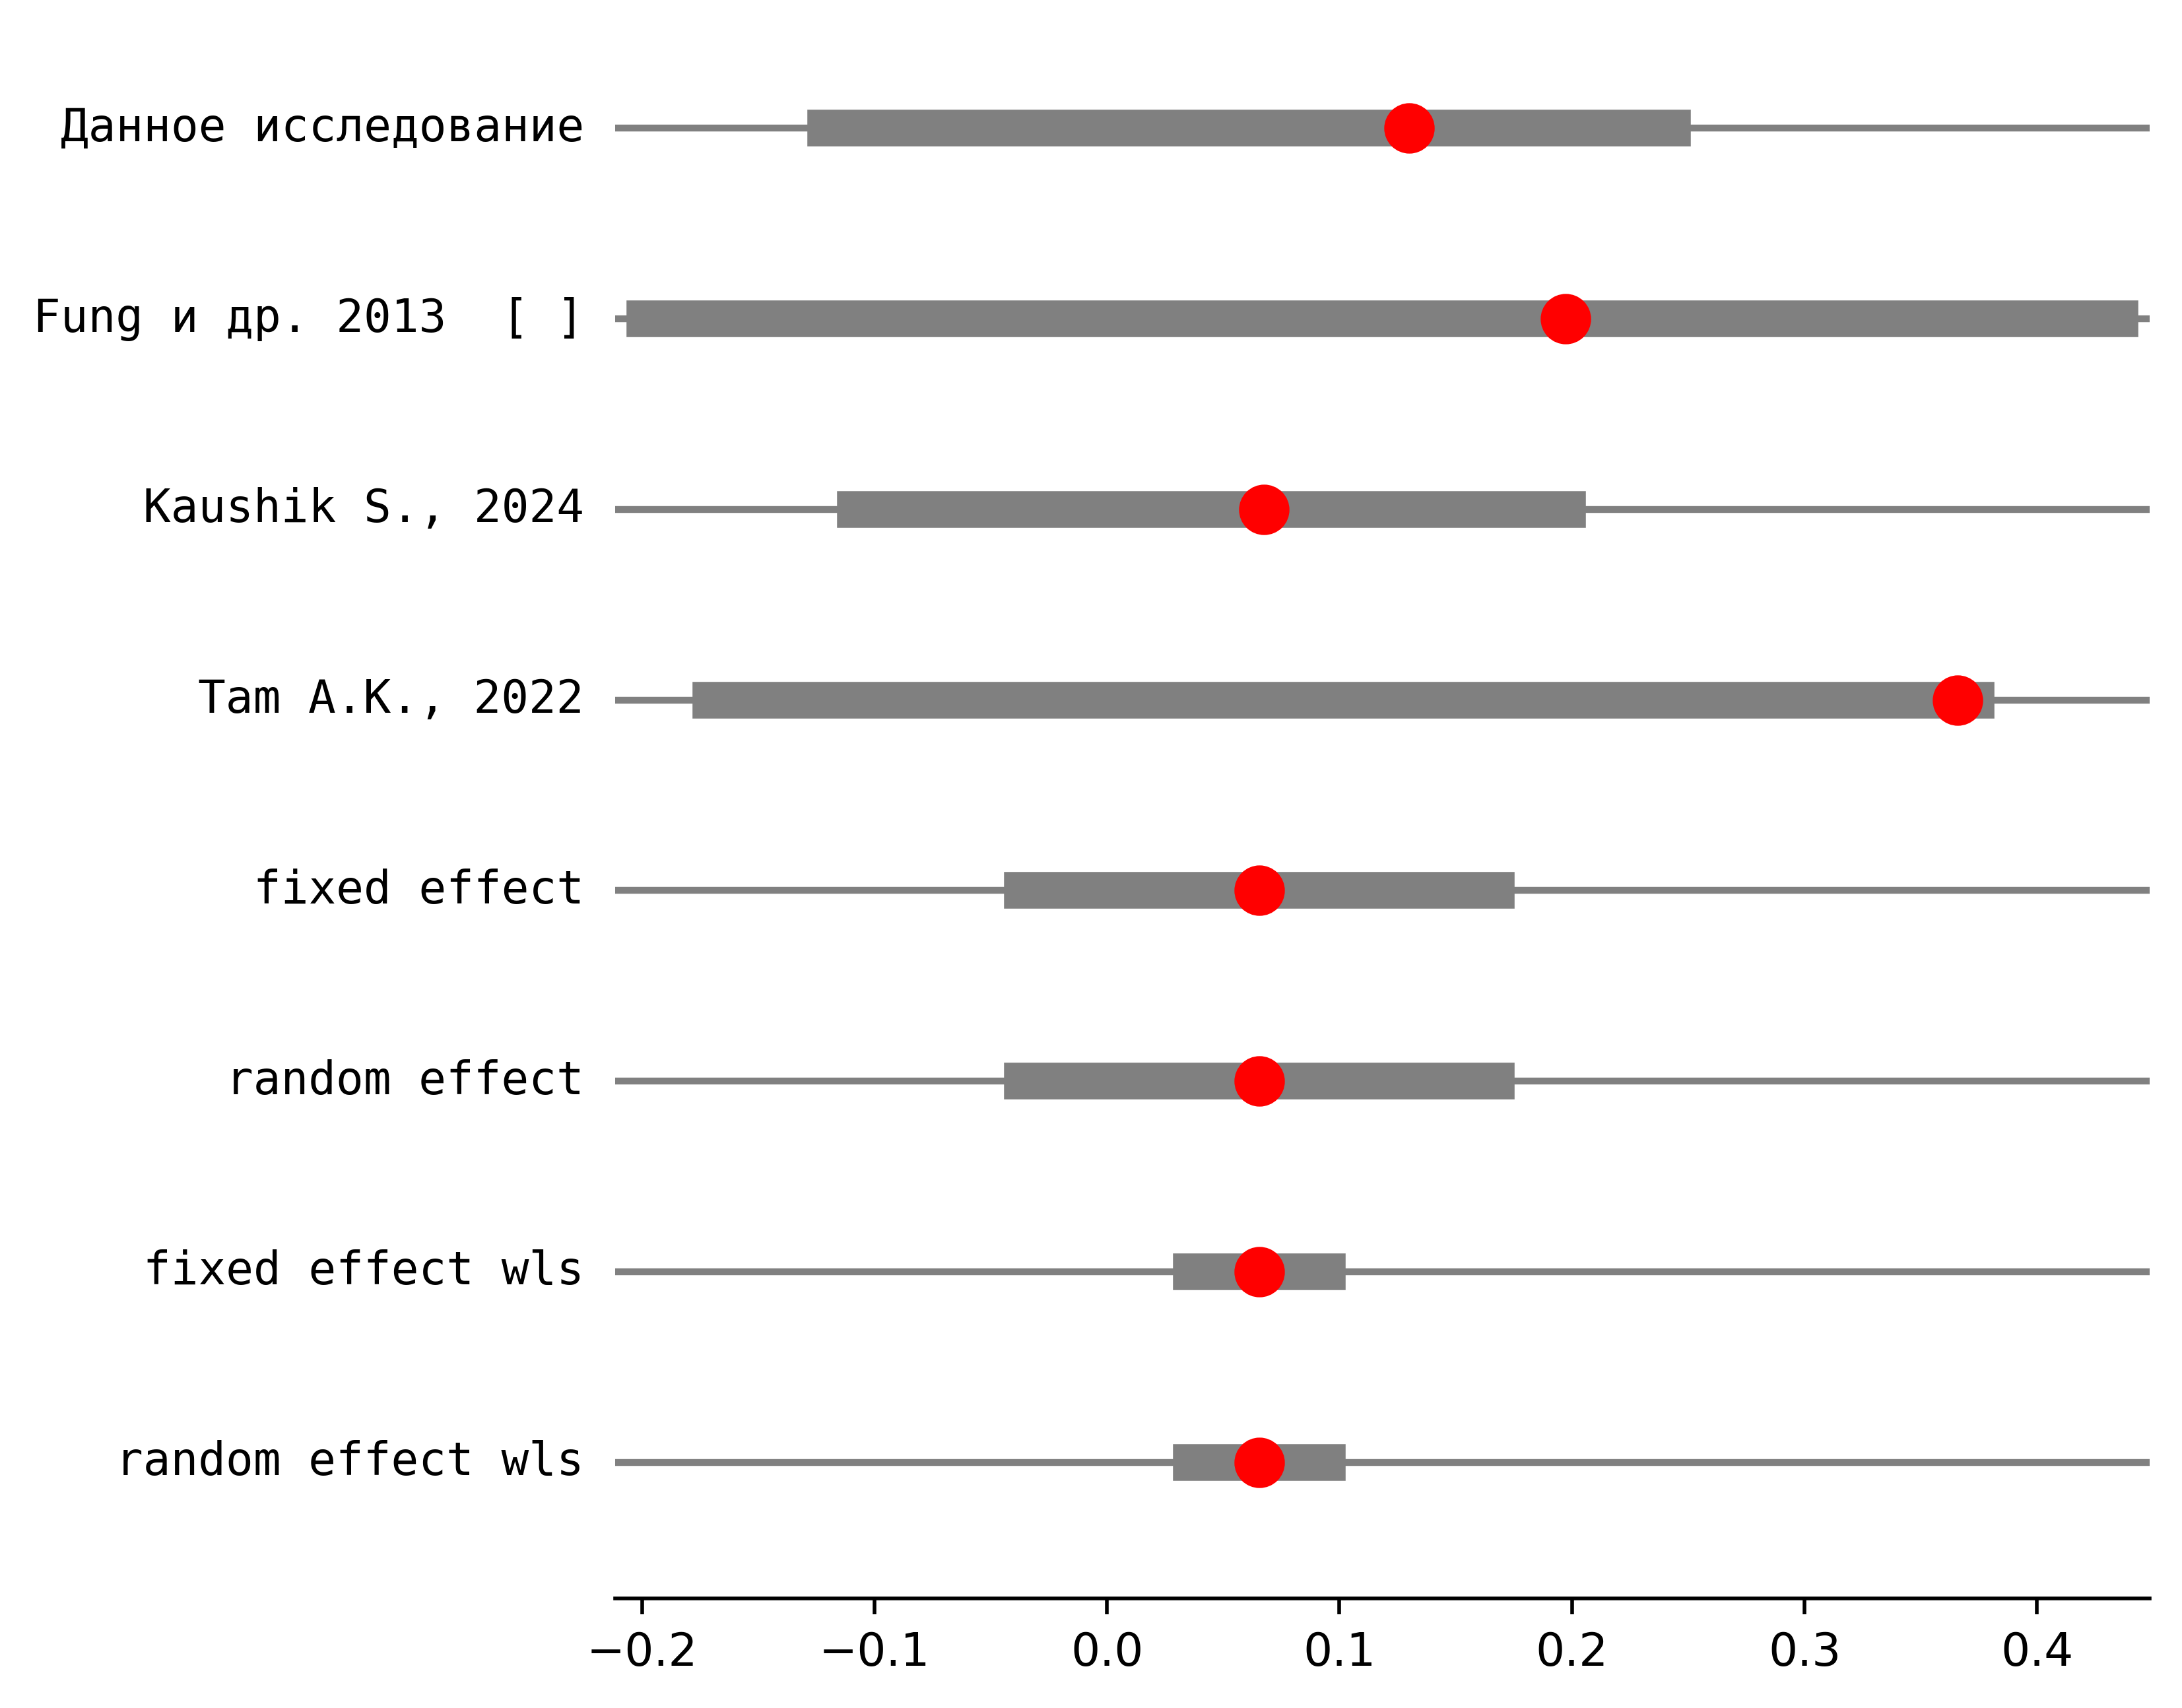 Данное исследование
Fung и др. 2013  [ ]
Kaushik S., 2024
Tam A.K., 2022
fixed effect
random effect
fixed effect wls
random effect wls
−0.2 −0.1 0.0 0.1 0.2 0.3 0.4